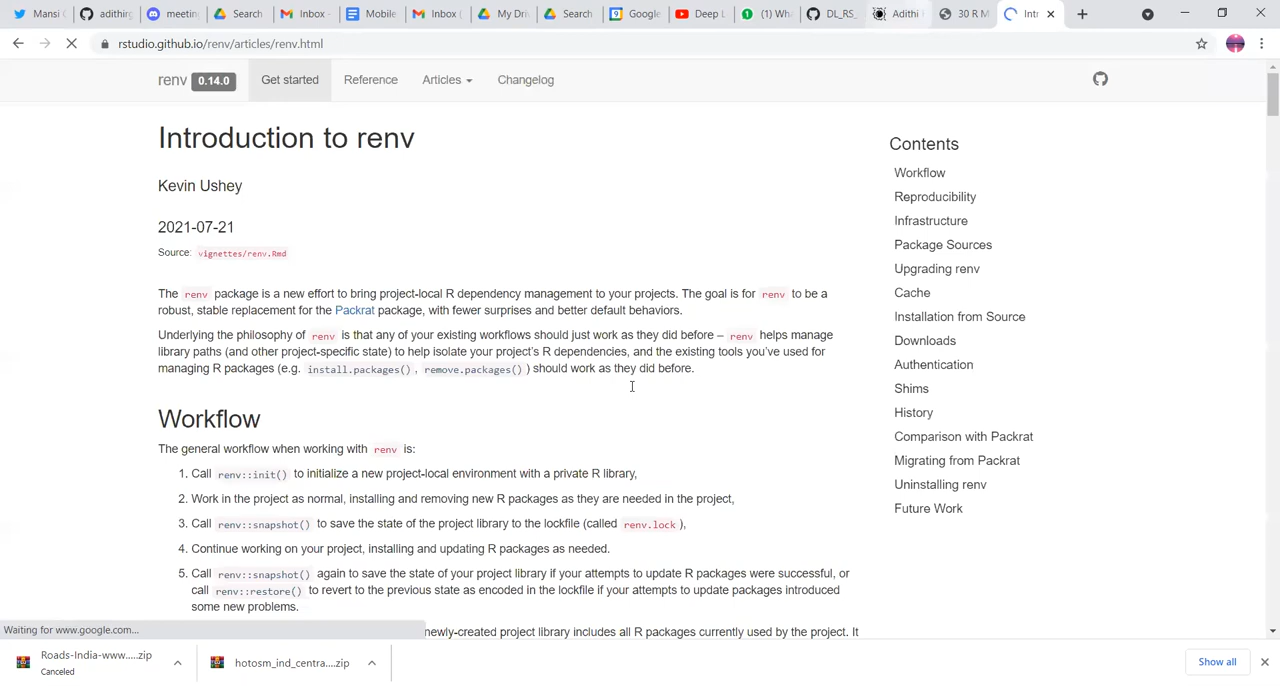 Mansi
adithirg
meetin
Search
Inbox -
Mobile
Inbox (
My Dri
Search
Google
Deep L
(1) Wha
DL_RS_
Adithi
30 R M
Intr
rstudio.github.io/renv/articles/renv.html
renv 0.14.0 Get started Reference Articles Changelog
Introduction to renv
Kevin Ushey
2021-07-21
Source: vignettes/renv.Rmd
The renv package is a new effort to bring project-local R dependency management to your projects. The goal is for renv to be a
robust, stable replacement for the Packrat package, with fewer surprises and better default behaviors.
Underlying the philosophy of renv is that any of your existing workflows should just work as they did before – renv helps manage
library paths (and other project-specific state) to help isolate your project's R dependencies, and the existing tools you've used for
managing R packages (e.g. install.packages(), remove.packages()) should work as they did before.
Workflow
The general workflow when working with renv is:
1. Call renv::init() to initialize a new project-local environment with a private R library,
2. Work in the project as normal, installing and removing new R packages as they are needed in the project,
3. Call renv::snapshot() to save the state of the project library to the lockfile (called renv.lock),
4. Continue working on your project, installing and updating R packages as needed.
5. Call renv::snapshot() again to save the state of your project library if your attempts to update R packages were successful, or
call renv::restore() to revert to the previous state as encoded in the lockfile if your attempts to update packages introduced
some new problems.
newly-created project library includes all R packages currently used by the project. It
Contents
Workflow
Reproducibility
Infrastructure
Package Sources
Upgrading renv
Cache
Installation from Source
Downloads
Authentication
Shims
History
Comparison with Packrat
Migrating from Packrat
Uninstalling renv
Future Work
Waiting for www.google.com...
Roads-India-www.....zip
Canceled
hotosm_ind_centra....zip
Show all